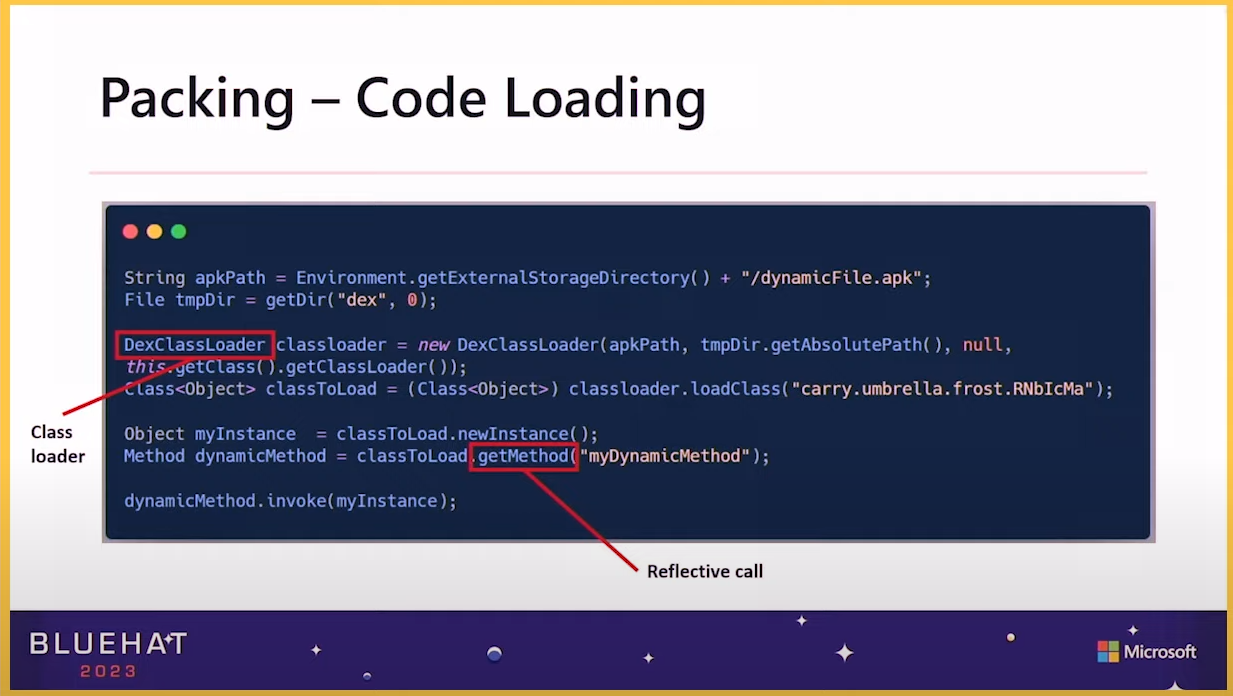 Packing – Code Loading
String apkPath = Environment.getExternalStorageDirectory() + "/dynamicFile.apk";
File tmpDir = getDir("dex", 0);
DexClassLoader classloader = new DexClassLoader(apkPath, tmpDir.getAbsolutePath(), null,
this.getClass().getClassLoader());
Class<Object> classToLoad = (Class<Object>) classloader.loadClass("carry.umbrella.frost.RNbIcMa");
Object myInstance  = classToLoad.newInstance();
Method dynamicMethod = classToLoad.getMethod("myDynamicMethod");
dynamicMethod.invoke(myInstance);
Class
loader
Reflective call
BLUEHAT
2023
Microsoft